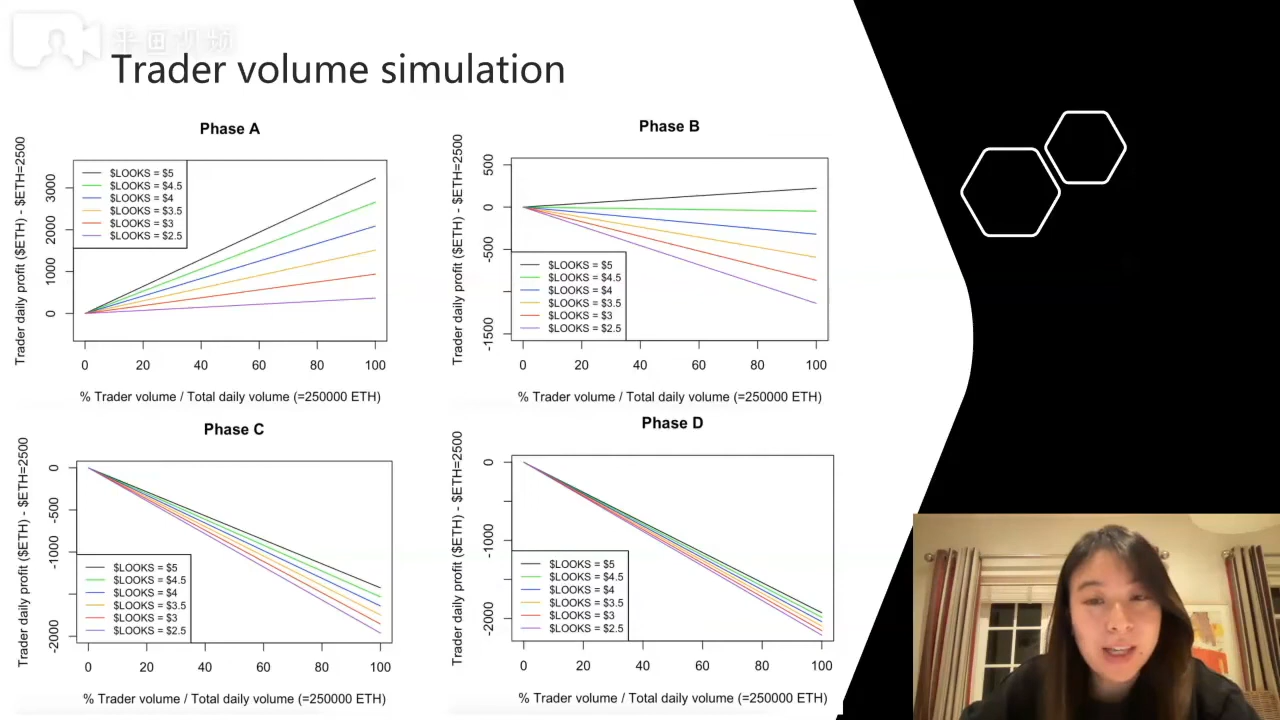 平面视频
Trader volume simulation
Phase A
Trader daily profit ($ETH) - $ETH=2500
3000
2000
1000
0
$LOOKS = $5
$LOOKS = $4.5
$LOOKS = $4
$LOOKS = $3.5
$LOOKS = $3
$LOOKS = $2.5
0 20 40 60 80 100
% Trader volume / Total daily volume (=250000 ETH)
Phase B
Trader daily profit ($ETH) - $ETH=2500
500
0
-500
-1500
$LOOKS = $5
$LOOKS = $4.5
$LOOKS = $4
$LOOKS = $3.5
$LOOKS = $3
$LOOKS = $2.5
0 20 40 60 80 100
% Trader volume / Total daily volume (=250000 ETH)
Phase C
Trader daily profit ($ETH) - $ETH=2500
0
-500
-1000
-2000
$LOOKS = $5
$LOOKS = $4.5
$LOOKS = $4
$LOOKS = $3.5
$LOOKS = $3
$LOOKS = $2.5
0 20 40 60 80 100
% Trader volume / Total daily volume (=250000 ETH)
Phase D
Trader daily profit ($ETH) - $ETH=2500
0
-1000
-2000
$LOOKS = $5
$LOOKS = $4.5
$LOOKS = $4
$LOOKS = $3.5
$LOOKS = $3
$LOOKS = $2.5
0 20 40 60 80 100
% Trader volume / Total daily volume (=250000 ETH)